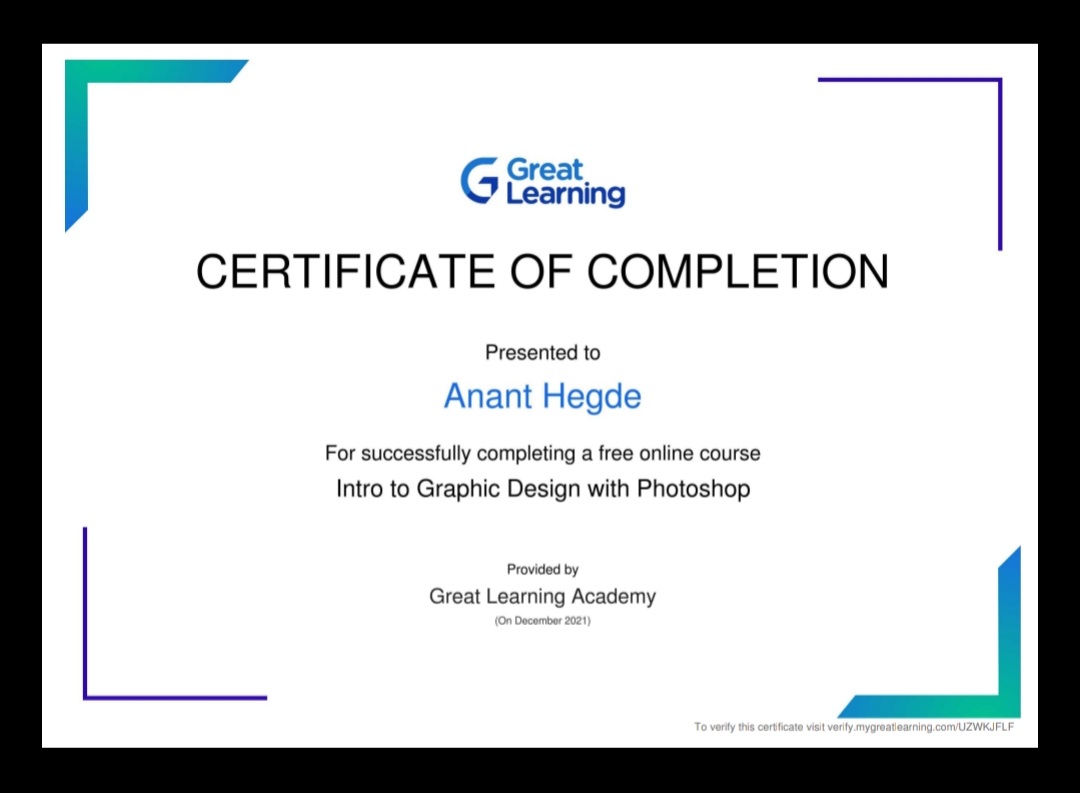 Great
Learning
CERTIFICATE OF COMPLETION
Presented to
Anant Hegde
For successfully completing a free online course
Intro to Graphic Design with Photoshop
Provided by
Great Learning Academy
(On December 2021)
To verify this certificate visit verify.mygreatlearning.com/UZWKJFLF